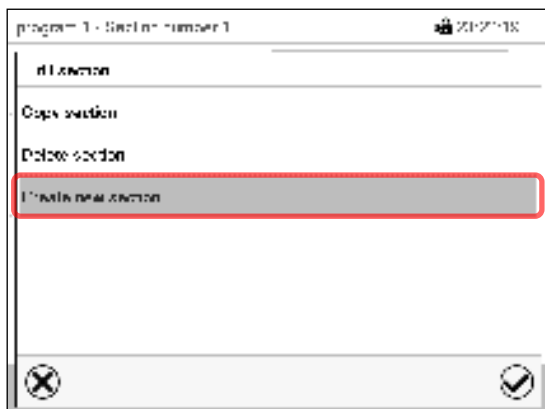 program 1 - Section number 1
Edit section
Copy section
Delete section
Create new section